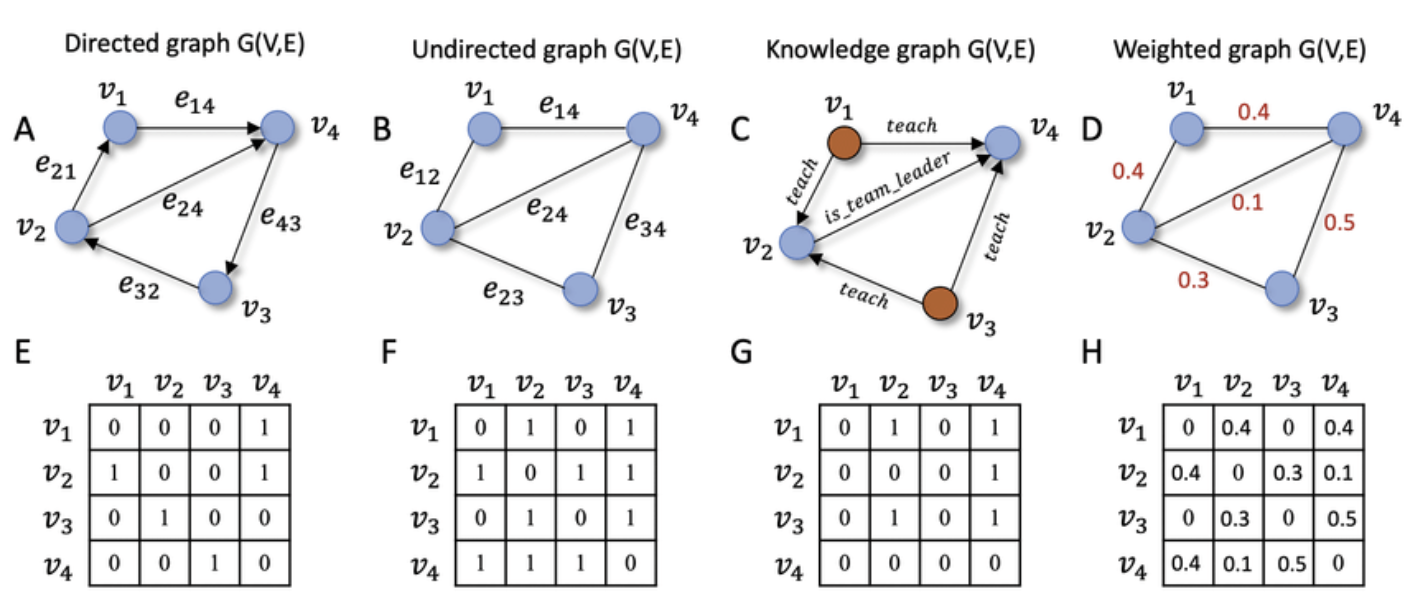 Directed graph G(V,E)
Undirected graph G(V,E)
Knowledge graph G(V,E)
Weighted graph G(V,E)
A
v₁
e₁₄
v₄
e₂₁
e₂₄
v₂
e₄₃
e₃₂
v₃
B
v₁
e₁₄
v₄
e₁₂
e₂₄
v₂
e₃₄
e₂₃
v₃
C
v₁
teach
v₄
teach
is_team_leader
v₂
teach
teach
v₃
D
v₁
0.4
v₄
0.4
0.1
v₂
0.5
0.3
v₃
E
v₁ v₂ v₃ v₄
v₁ 0 0 0 1
v₂ 1 0 0 1
v₃ 0 1 0 0
v₄ 0 0 1 0
F
v₁ v₂ v₃ v₄
v₁ 0 1 0 1
v₂ 1 0 1 1
v₃ 0 1 0 1
v₄ 1 1 1 0
G
v₁ v₂ v₃ v₄
v₁ 0 1 0 1
v₂ 0 0 0 1
v₃ 0 1 0 1
v₄ 0 0 0 0
H
v₁ v₂ v₃ v₄
v₁ 0 0.4 0 0.4
v₂ 0.4 0 0.3 0.1
v₃ 0 0.3 0 0.5
v₄ 0.4 0.1 0.5 0